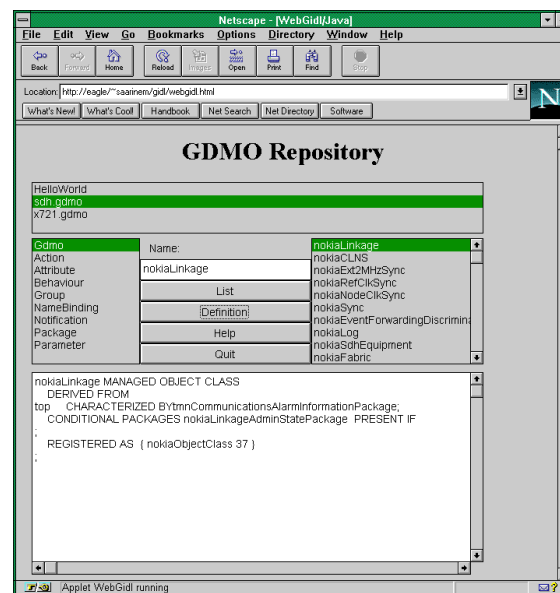 Netscape - [WebGidl/Java]
File Edit View Go Bookmarks Options Directory Window Help
Back Forward Home Reload Images Open Print Find Stop
Location: http://eagle/~saarinem/gidl/webgidl.html
What's New! What's Cool! Handbook Net Search Net Directory Software
N
GDMO Repository
HelloWorld
sdh.gdmo
x721.gdmo
Gdmo
Action
Attribute
Behaviour
Group
NameBinding
Notification
Package
Parameter
Name:
nokiaLinkage
List
Definition
Help
Quit
nokiaLinkage
nokiaCLNS
nokiaExt2MHzSync
nokiaRefClkSync
nokiaNodeClkSync
nokiaSync
nokiaEventForwardingDiscrimina
nokiaLog
nokiaSdhEquipment
nokiaFabric
nokiaLinkage MANAGED OBJECT CLASS
DERIVED FROM
top CHARACTERIZED BYtmnCommunicationsAlarmInformationPackage;
CONDITIONAL PACKAGES nokiaLinkageAdminStatePackage PRESENT IF
;
REGISTERED AS { nokiaObjectClass 37 }
;
Applet WebGidl running